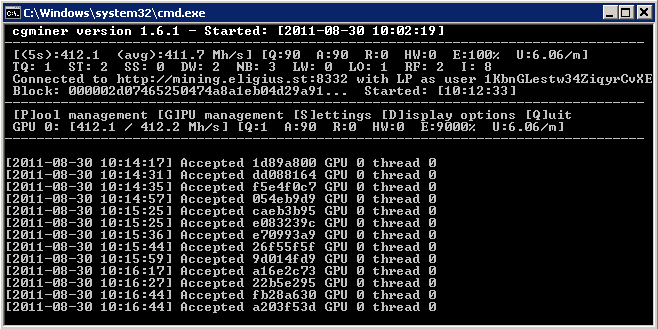 C:\Windows\system32\cmd.exe
cgminer version 1.6.1 - Started: [2011-08-30 10:02:19]
[(5s):412.1 (avg):411.7 Mh/s] [Q:90 A:90 R:0 HW:0 E:100% U:6.06/m]
TQ: 1 ST: 2 SS: 0 DW: 2 NB: 3 LW: 0 LO: 1 RF: 2 I: 8
Connected to http://mining.eligius.st:8332 with LP as user 1KbnGLestw34ZiqyrCvXE
Block: 000002d07465250474a8a1eb04d29a91... Started: [10:12:33]
[P]ool management [G]PU management [S]ettings [D]isplay options [Q]uit
GPU 0: [412.1 / 412.2 Mh/s] [Q:1 A:90 R:0 HW:0 E:9000% U:6.06/m]
[2011-08-30 10:14:17] Accepted 1d89a800 GPU 0 thread 0
[2011-08-30 10:14:31] Accepted dd088164 GPU 0 thread 0
[2011-08-30 10:14:35] Accepted f5e4f0c7 GPU 0 thread 0
[2011-08-30 10:14:57] Accepted 054eb9d9 GPU 0 thread 0
[2011-08-30 10:15:25] Accepted caeb3b95 GPU 0 thread 0
[2011-08-30 10:15:25] Accepted e083239c GPU 0 thread 0
[2011-08-30 10:15:36] Accepted e70993a9 GPU 0 thread 0
[2011-08-30 10:15:44] Accepted 26f55f5f GPU 0 thread 0
[2011-08-30 10:15:59] Accepted 9d014fd9 GPU 0 thread 0
[2011-08-30 10:16:17] Accepted a16e2c73 GPU 0 thread 0
[2011-08-30 10:16:27] Accepted 22b5e295 GPU 0 thread 0
[2011-08-30 10:16:44] Accepted fb28a630 GPU 0 thread 0
[2011-08-30 10:16:44] Accepted a203f53d GPU 0 thread 0